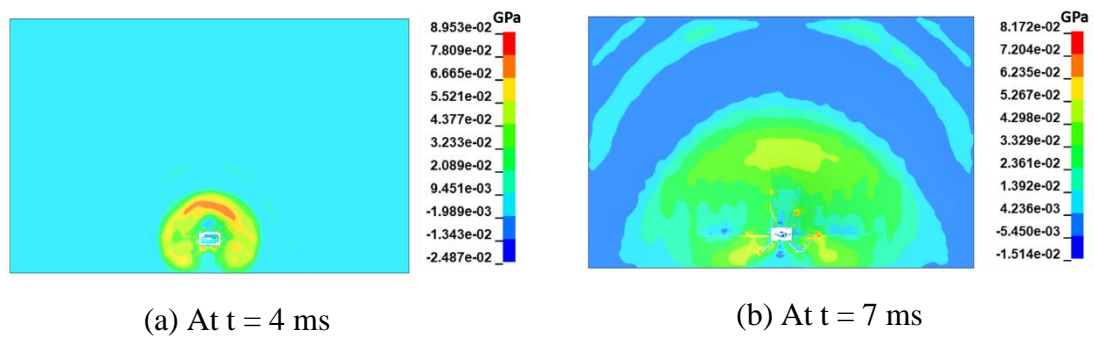 GPa
8.953e-02
7.809e-02
6.665e-02
5.521e-02
4.377e-02
3.233e-02
2.089e-02
9.451e-03
-1.989e-03
-1.343e-02
-2.487e-02
(a) At t = 4 ms
GPa
8.172e-02
7.204e-02
6.235e-02
5.267e-02
4.298e-02
3.329e-02
2.361e-02
1.392e-02
4.236e-03
-5.450e-03
-1.514e-02
(b) At t = 7 ms